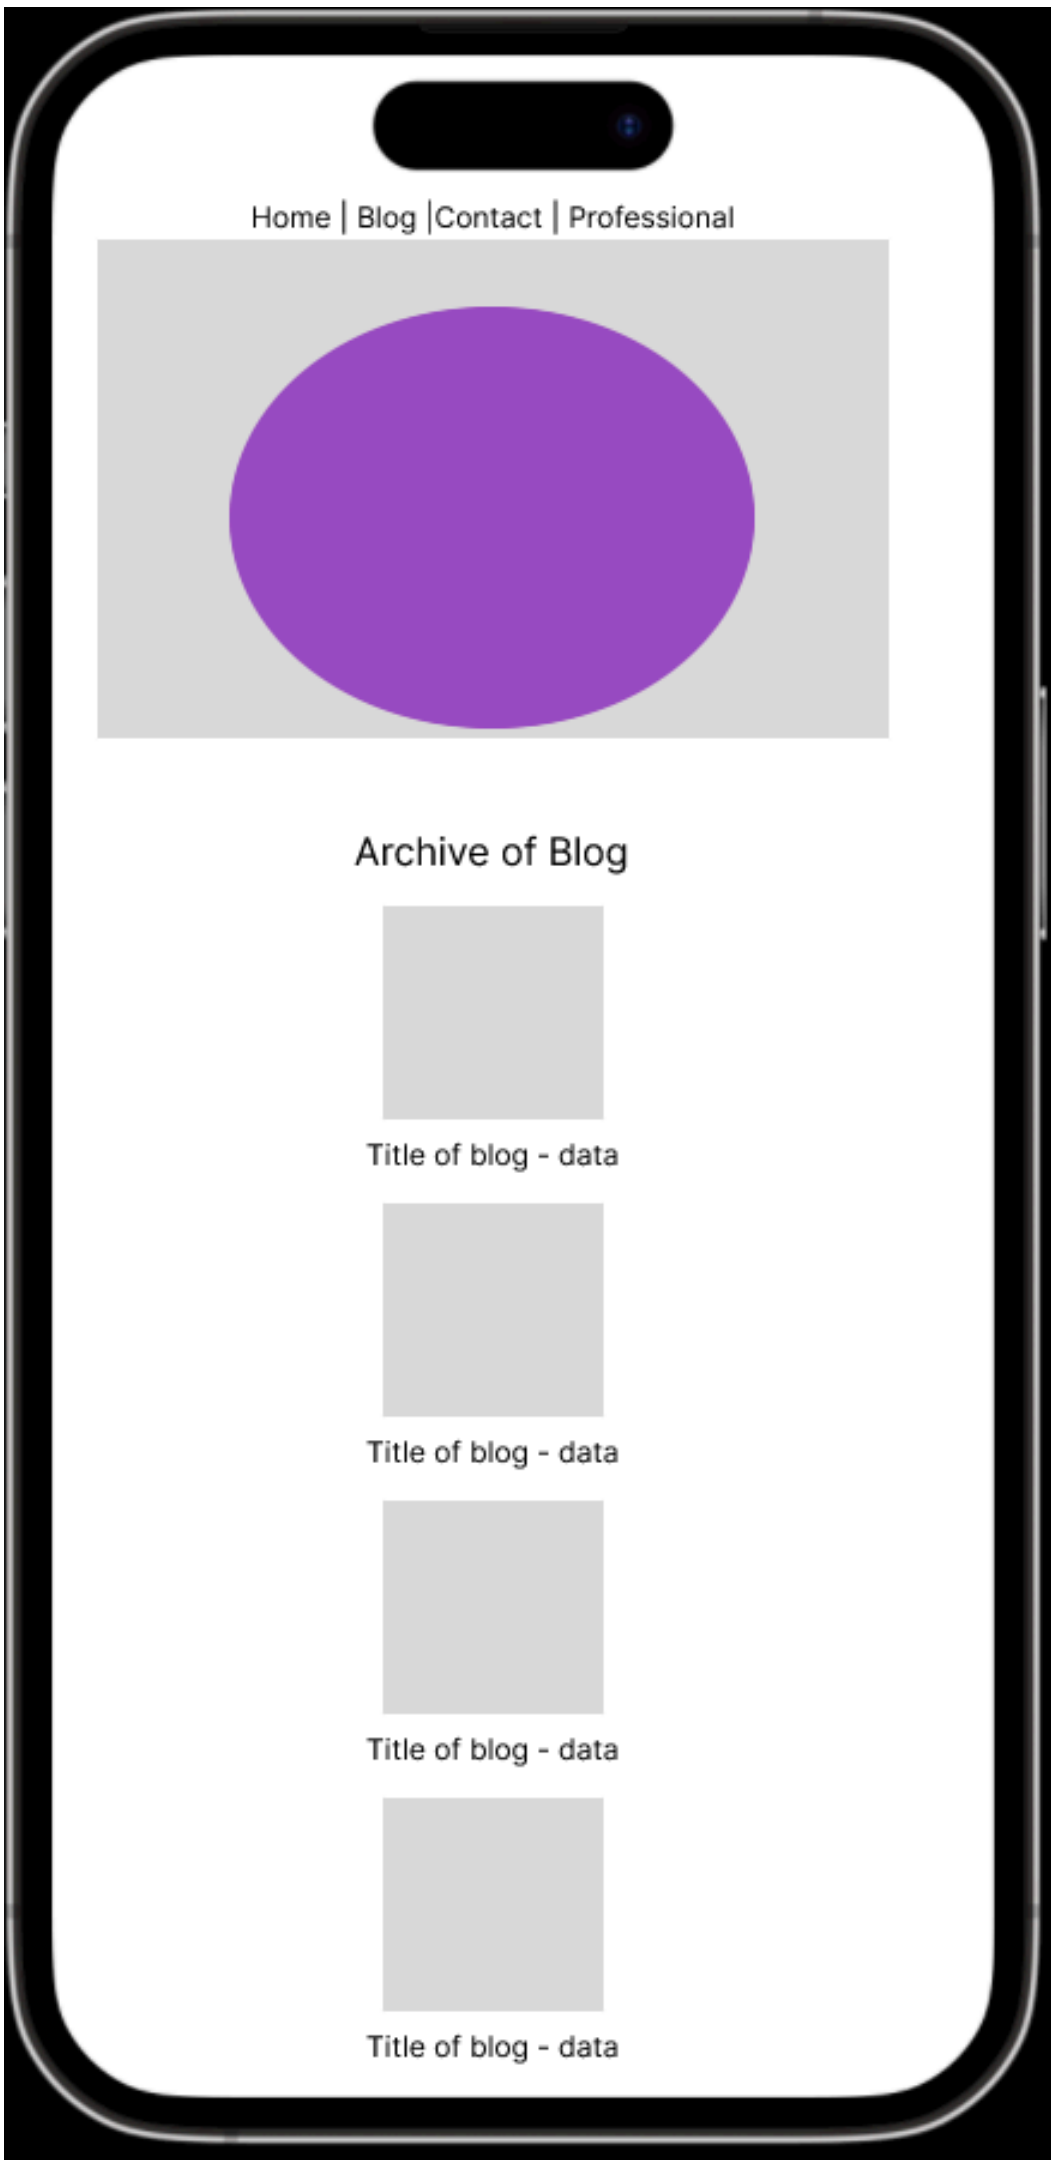 Home | Blog |Contact | Professional
Archive of Blog
Title of blog - data
Title of blog - data
Title of blog - data
Title of blog - data